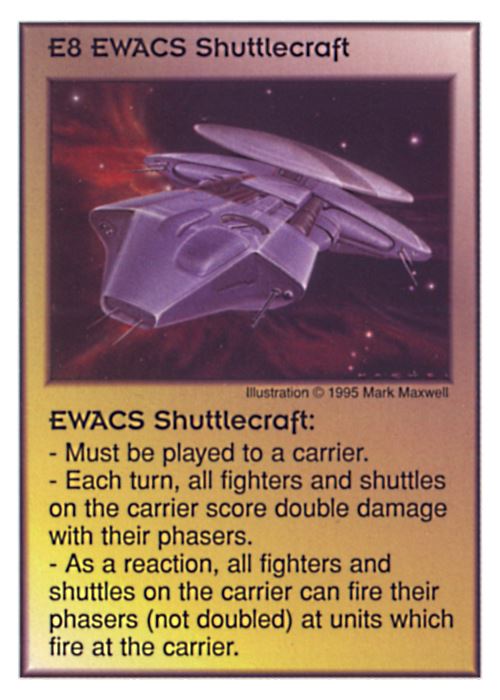 E8 EWACS Shuttlecraft
Illustration © 1995 Mark Maxwell
EWACS Shuttlecraft:
- Must be played to a carrier.
- Each turn, all fighters and shuttles
on the carrier score double damage
with their phasers.
- As a reaction, all fighters and
shuttles on the carrier can fire their
phasers (not doubled) at units which
fire at the carrier.